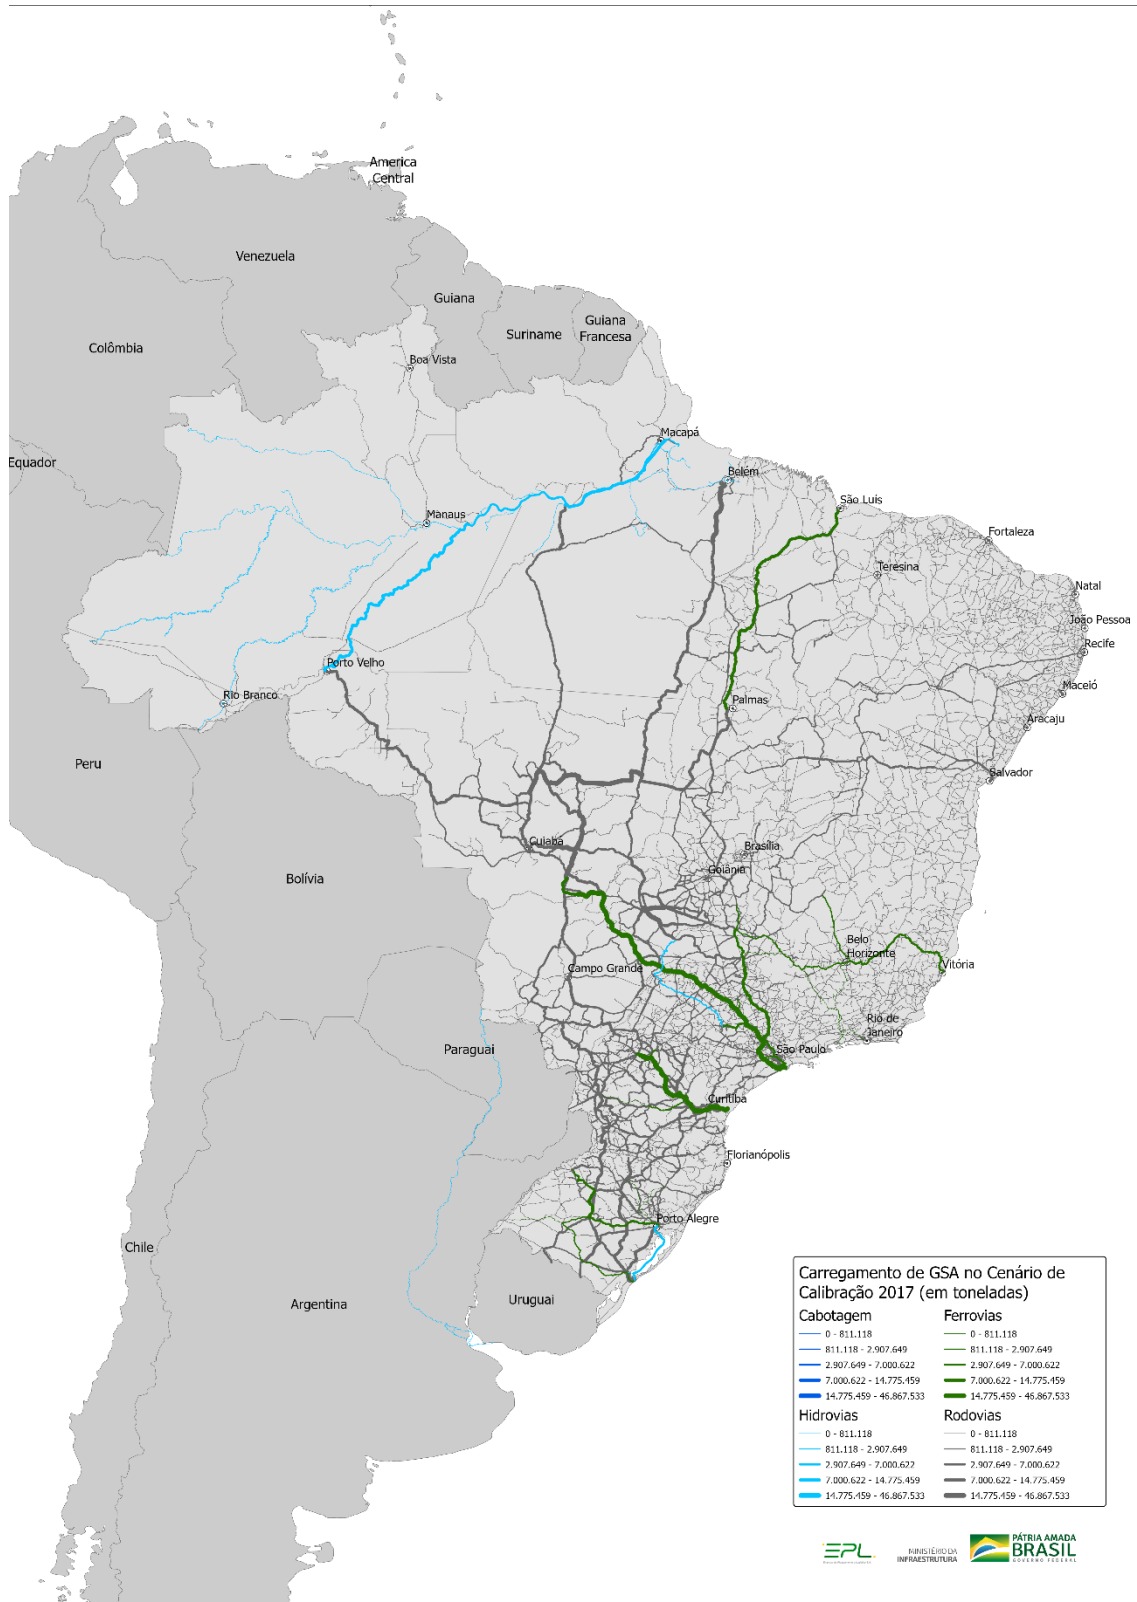 America
Central
Venezuela
Guiana
Suriname
Guiana
Francesa
Colômbia
Boa Vista
Macapá
Equador
Belém
São Luis
Manaus
Fortaleza
Teresina
Natal
João Pessoa
Recife
Porto Velho
Maceió
Rio Branco
Palmas
Aracaju
Peru
Salvador
Cuiabá
Brasília
Goiânia
Bolívia
Belo
Horizonte
Vitória
Campo Grande
Rio de
Janeiro
Paraguai
São Paulo
Curitiba
Florianópolis
Porto Alegre
Chile
Argentina
Uruguai
Carregamento de GSA no Cenário de
Calibração 2017 (em toneladas)
Cabotagem
0 - 811.118
811.118 - 2.907.649
2.907.649 - 7.000.622
7.000.622 - 14.775.459
14.775.459 - 46.867.533
Ferrovias
0 - 811.118
811.118 - 2.907.649
2.907.649 - 7.000.622
7.000.622 - 14.775.459
14.775.459 - 46.867.533
Hidrovias
0 - 811.118
811.118 - 2.907.649
2.907.649 - 7.000.622
7.000.622 - 14.775.459
14.775.459 - 46.867.533
Rodovias
0 - 811.118
811.118 - 2.907.649
2.907.649 - 7.000.622
7.000.622 - 14.775.459
14.775.459 - 46.867.533
EPL
MINISTÉRIO DA
INFRAESTRUTURA
PÁTRIA AMADA
BRASIL
GOVERNO FEDERAL